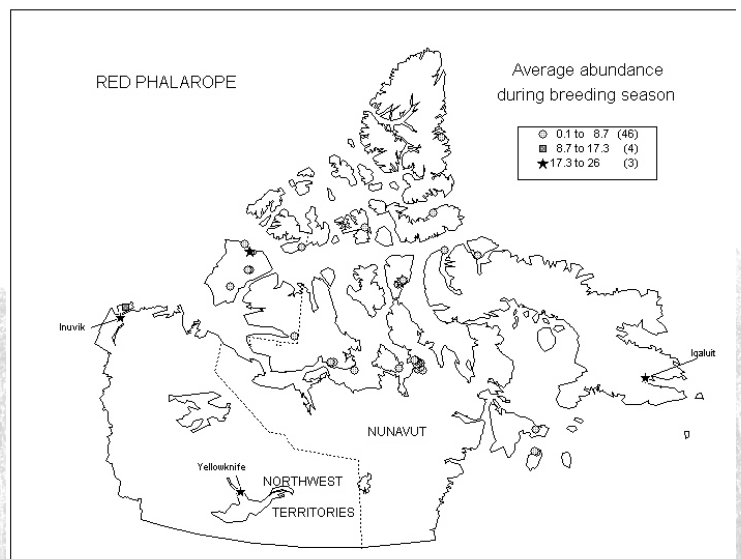 RED PHALAROPE
Average abundance
during breeding season
0.1 to 8.7 (46)
8.7 to 17.3 (4)
17.3 to 26 (3)
Inuvik
Iqaluit
NUNAVUT
Yellowknife
NORTHWEST
TERRITORIES